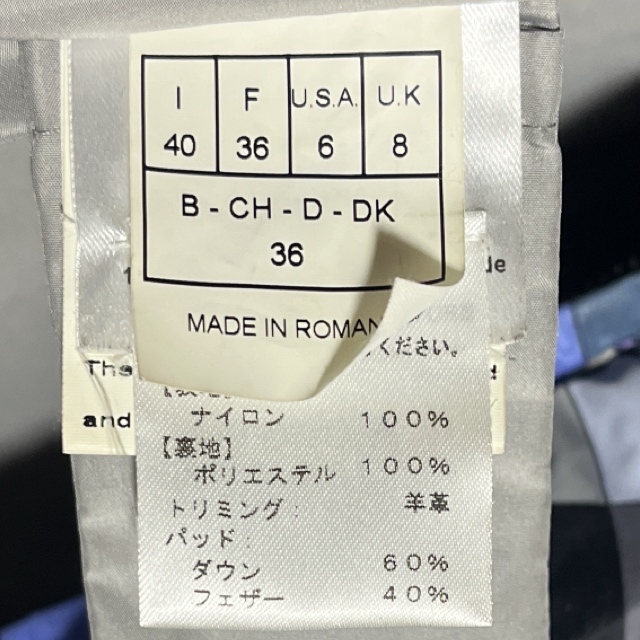 I F U.S.A. U.K
40 36 6 8
B - CH - D - DK
36
MADE IN ROMAN
de
ください。
The
and
ナイロン 100%
【裏地】
ポリエステル 100%
トリミング: 羊革
パッド:
ダウン 60%
フェザー 40%